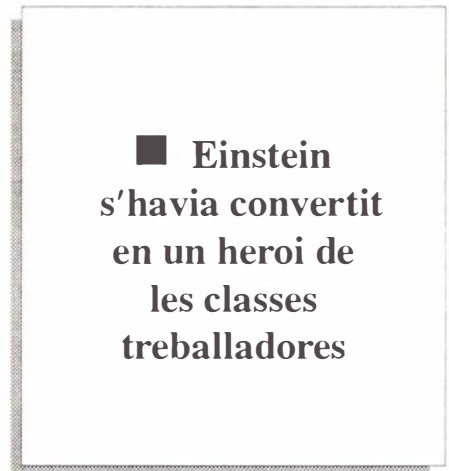 ■ Einstein
s'havia convertit
en un heroi de
les classes
treballadores